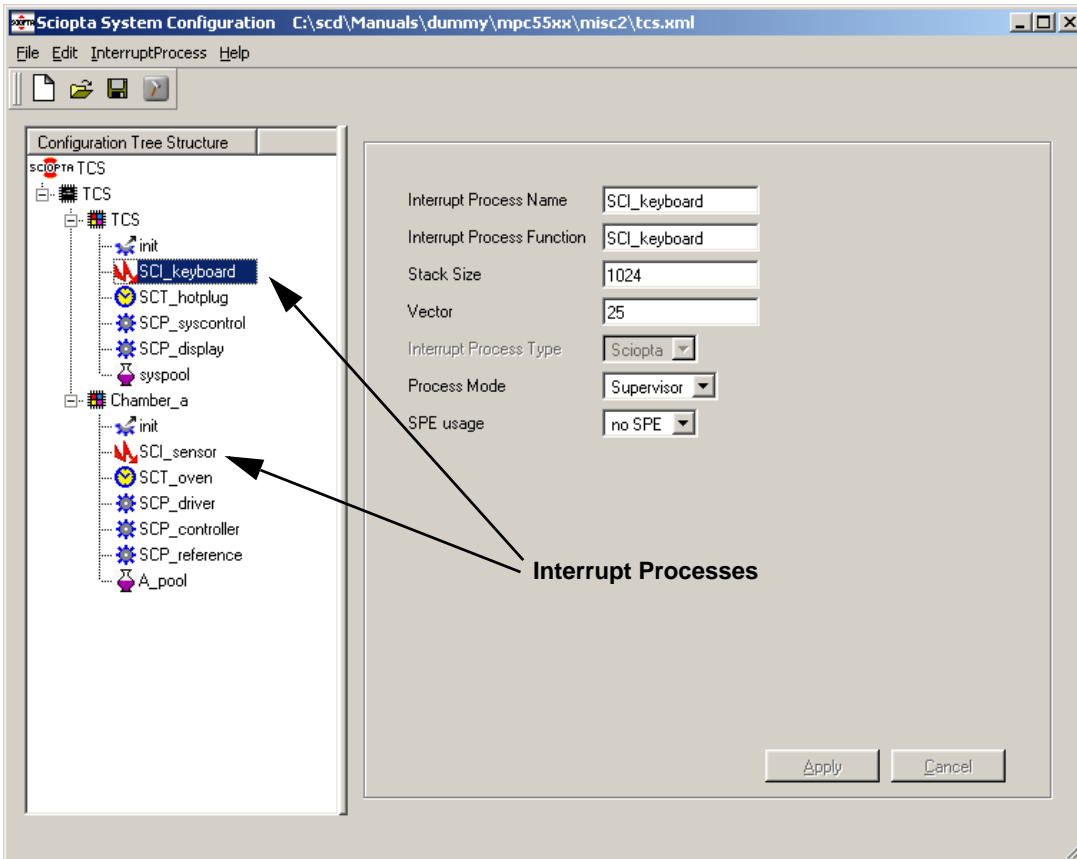 Sciopta System Configuration C:\scd\Manuals\dummy\mpc55xx\misc2\tcs.xml
File Edit InterruptProcess Help
Configuration Tree Structure
SCIOPTA TCS
TCS
TCS
init
SCI_keyboard
SCT_hotplug
SCP_syscontrol
SCP_display
syspool
Chamber_a
init
SCI_sensor
SCT_oven
SCP_driver
SCP_controller
SCP_reference
A_pool
Interrupt Process Name SCI_keyboard
Interrupt Process Function SCI_keyboard
Stack Size 1024
Vector 25
Interrupt Process Type Sciopta
Process Mode Supervisor
SPE usage no SPE
Interrupt Processes
Apply Cancel